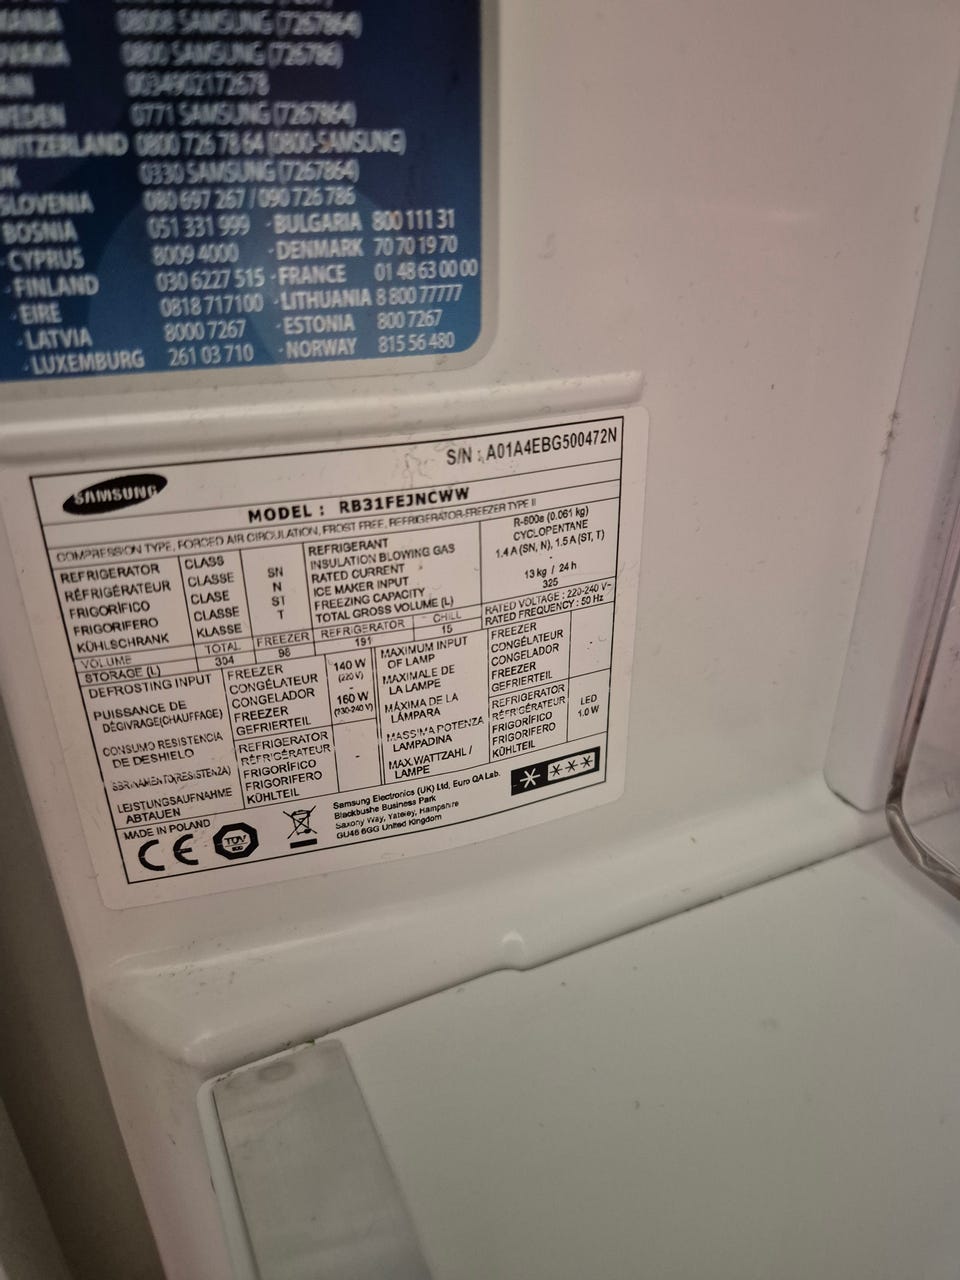 0800 SAMSUNG (726786)
0034902172678
0771 SAMSUNG (7267864)
WITZERLAND 0800 726 78 64 (0800-SAMSUNG)
0330 SAMSUNG (7267864)
SLOVENIA 080 697 267 / 090 726 786
BOSNIA 051 331 999 · BULGARIA 800 111 31
· CYPRUS 8009 4000 · DENMARK 70 70 19 70
· FINLAND 030 6227 515 · FRANCE 01 48 63 00 00
· EIRE 0818 717100 · LITHUANIA 8 800 77777
· LATVIA 8000 7267 · ESTONIA 800 7267
· LUXEMBURG 261 03 710 · NORWAY 815 56 480
SAMSUNG
S/N : A01A4EBG500472N
MODEL : RB31FEJNCWW
COMPRESSION TYPE, FORCED AIR CIRCULATION, FROST FREE, REFRIGERATOR-FREEZER TYPE II
REFRIGERATOR
RÉFRIGÉRATEUR
FRIGORÍFICO
FRIGORIFERO
KÜHLSCHRANK
CLASS
CLASSE
CLASE
CLASSE
KLASSE
SN
N
ST
T
REFRIGERANT
INSULATION BLOWING GAS
RATED CURRENT
ICE MAKER INPUT
FREEZING CAPACITY
TOTAL GROSS VOLUME (L)
R-600a (0.061 kg)
CYCLOPENTANE
1.4 A (SN, N), 1.5 A (ST, T)
13 kg / 24 h
325
VOLUME
STORAGE (L)
TOTAL FREEZER REFRIGERATOR CHILL
304 98 191 15
RATED VOLTAGE : 220-240 V~
RATED FREQUENCY : 50 Hz
DEFROSTING INPUT
PUISSANCE DE
DÉGIVRAGE(CHAUFFAGE)
CONSUMO RESISTENCIA
DE DESHIELO
LEISTUNGSAUFNAHME
ABTAUEN
FREEZER
CONGÉLATEUR
CONGELADOR
FREEZER
GEFRIERTEIL
140 W
(220 V)
-
160 W
(230-240 V)
REFRIGERATOR
RÉFRIGÉRATEUR
FRIGORÍFICO
FRIGORIFERO
KÜHLTEIL
-
MAXIMUM INPUT
OF LAMP
MAXIMALE DE
LA LAMPE
MÁXIMA DE LA
LÁMPARA
MASSIMA POTENZA
LAMPADINA
MAX.WATTZAHL /
LAMPE
FREEZER
CONGÉLATEUR
CONGELADOR
FREEZER
GEFRIERTEIL
-
REFRIGERATOR
RÉFRIGÉRATEUR
FRIGORÍFICO
FRIGORIFERO
KÜHLTEIL
LED
1.0 W
MADE IN POLAND
CE
TÜV
Samsung Electronics (UK) Ltd, Euro QA Lab.
Blackbushe Business Park
Saxony Way, Yateley, Hampshire
GU46 6GG United Kingdom